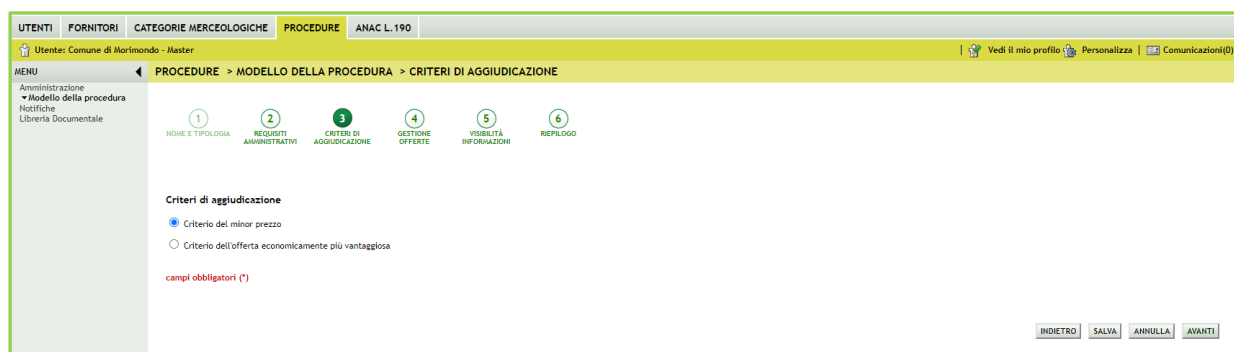 UTENTI FORNITORI CATEGORIE MERCEOLOGICHE PROCEDURE ANAC L.190
Utente: Comune di Morimondo - Master | Vedi il mio profilo Personalizza | Comunicazioni(0)
MENU PROCEDURE > MODELLO DELLA PROCEDURA > CRITERI DI AGGIUDICAZIONE
Amministrazione
Modello della procedura
Notifiche
Libreria Documentale
1 2 3 4 5 6
NOME E TIPOLOGIA REQUISITI CRITERI DI GESTIONE VISIBILITÀ RIEPILOGO
AMMINISTRATIVI AGGIUDICAZIONE OFFERTE INFORMAZIONI
Criteri di aggiudicazione
Criterio del minor prezzo
Criterio dell'offerta economicamente più vantaggiosa
campi obbligatori (*)
INDIETRO SALVA ANNULLA AVANTI